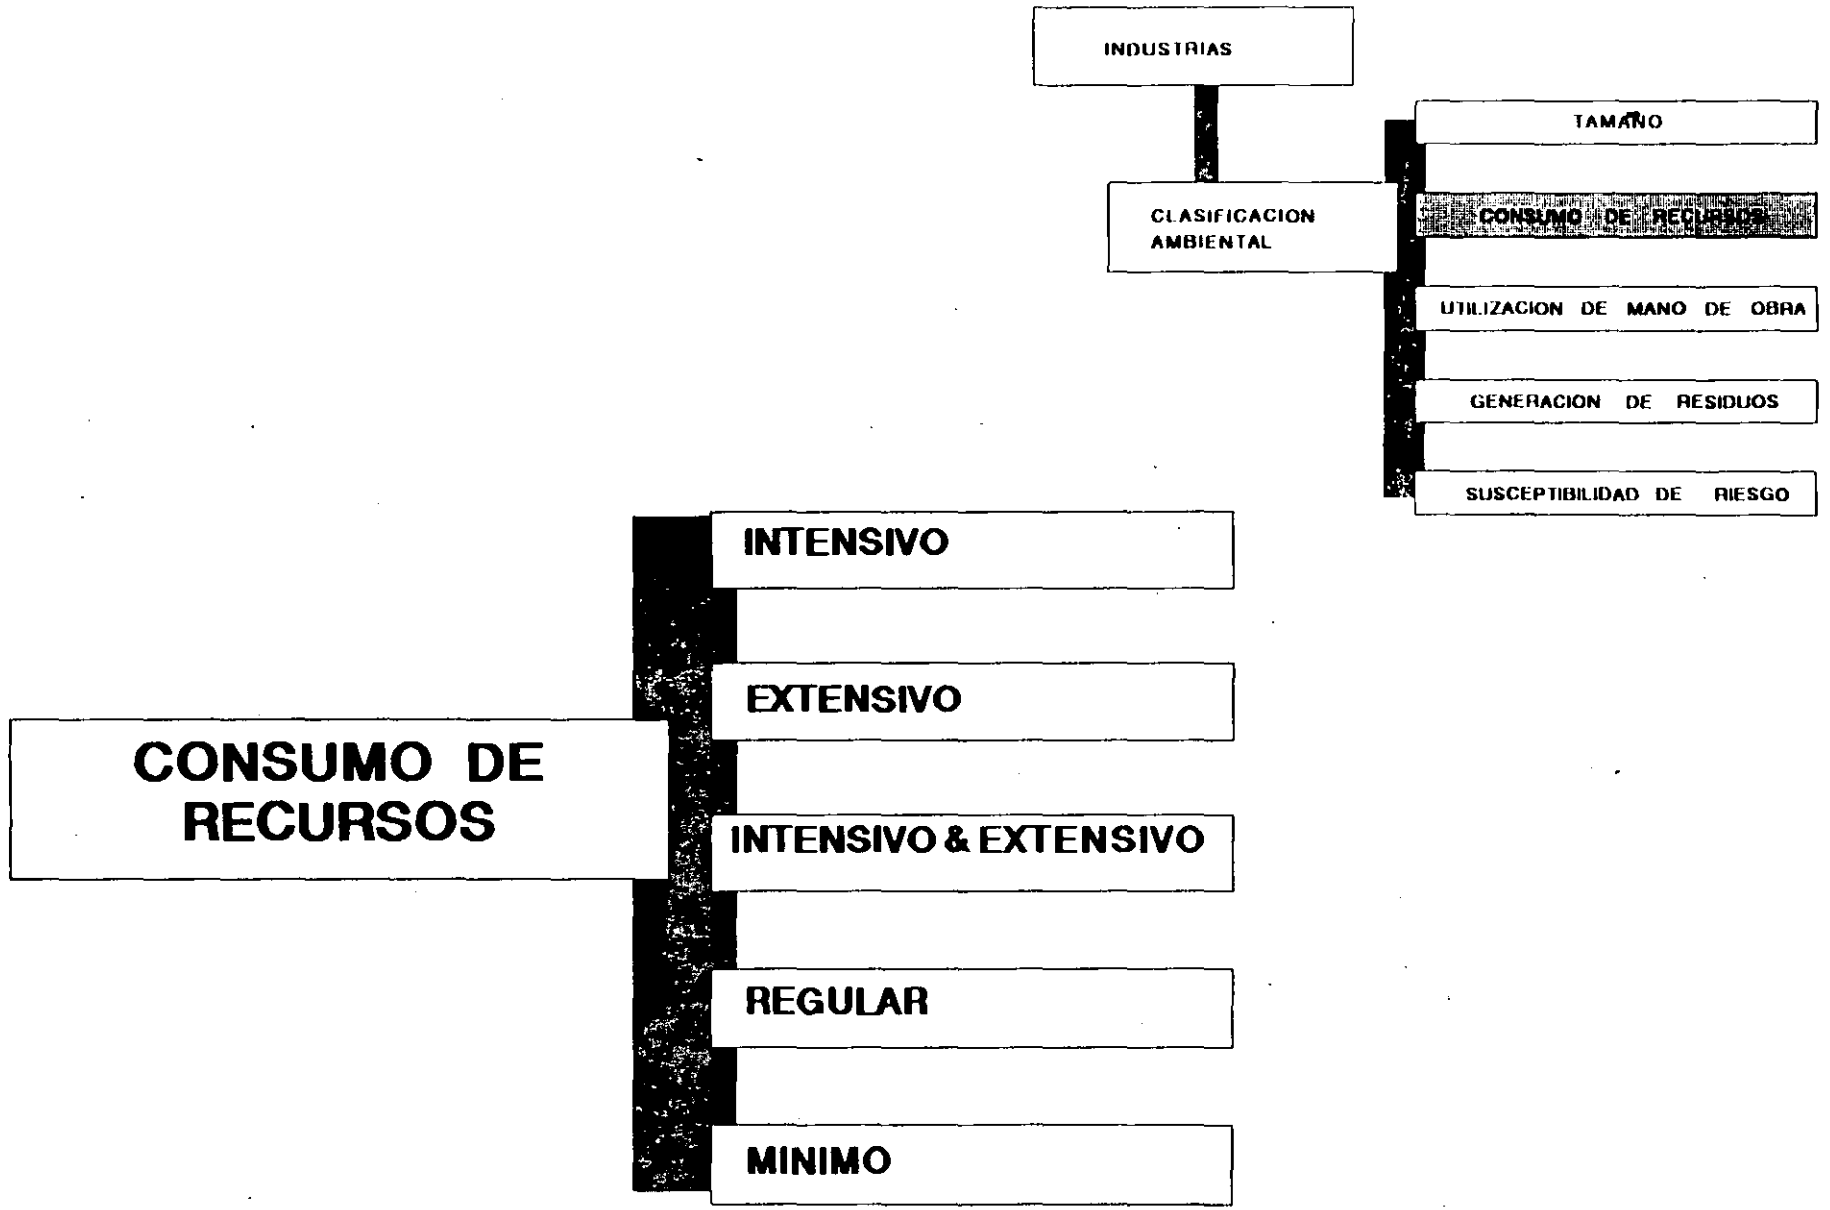 INDUSTRIAS
CLASIFICACION
AMBIENTAL
TAMAÑO
CONSUMO DE RECURSOS
UTILIZACION DE MANO DE OBRA
GENERACION DE RESIDUOS
SUSCEPTIBILIDAD DE RIESGO
CONSUMO DE
RECURSOS
INTENSIVO
EXTENSIVO
INTENSIVO & EXTENSIVO
REGULAR
MINIMO